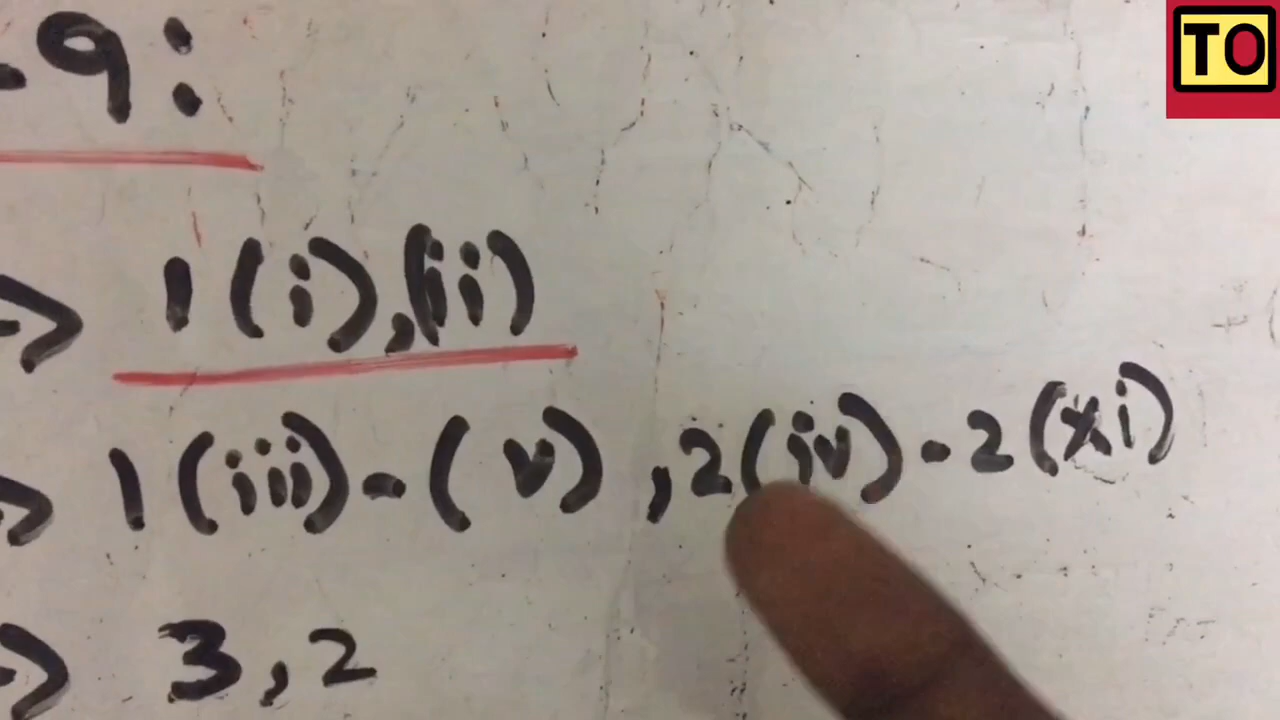 TO
-9:
→ 1(i),(ii)
→ 1(iii)-(v),2(iv)-2(xi)
→ 3,2